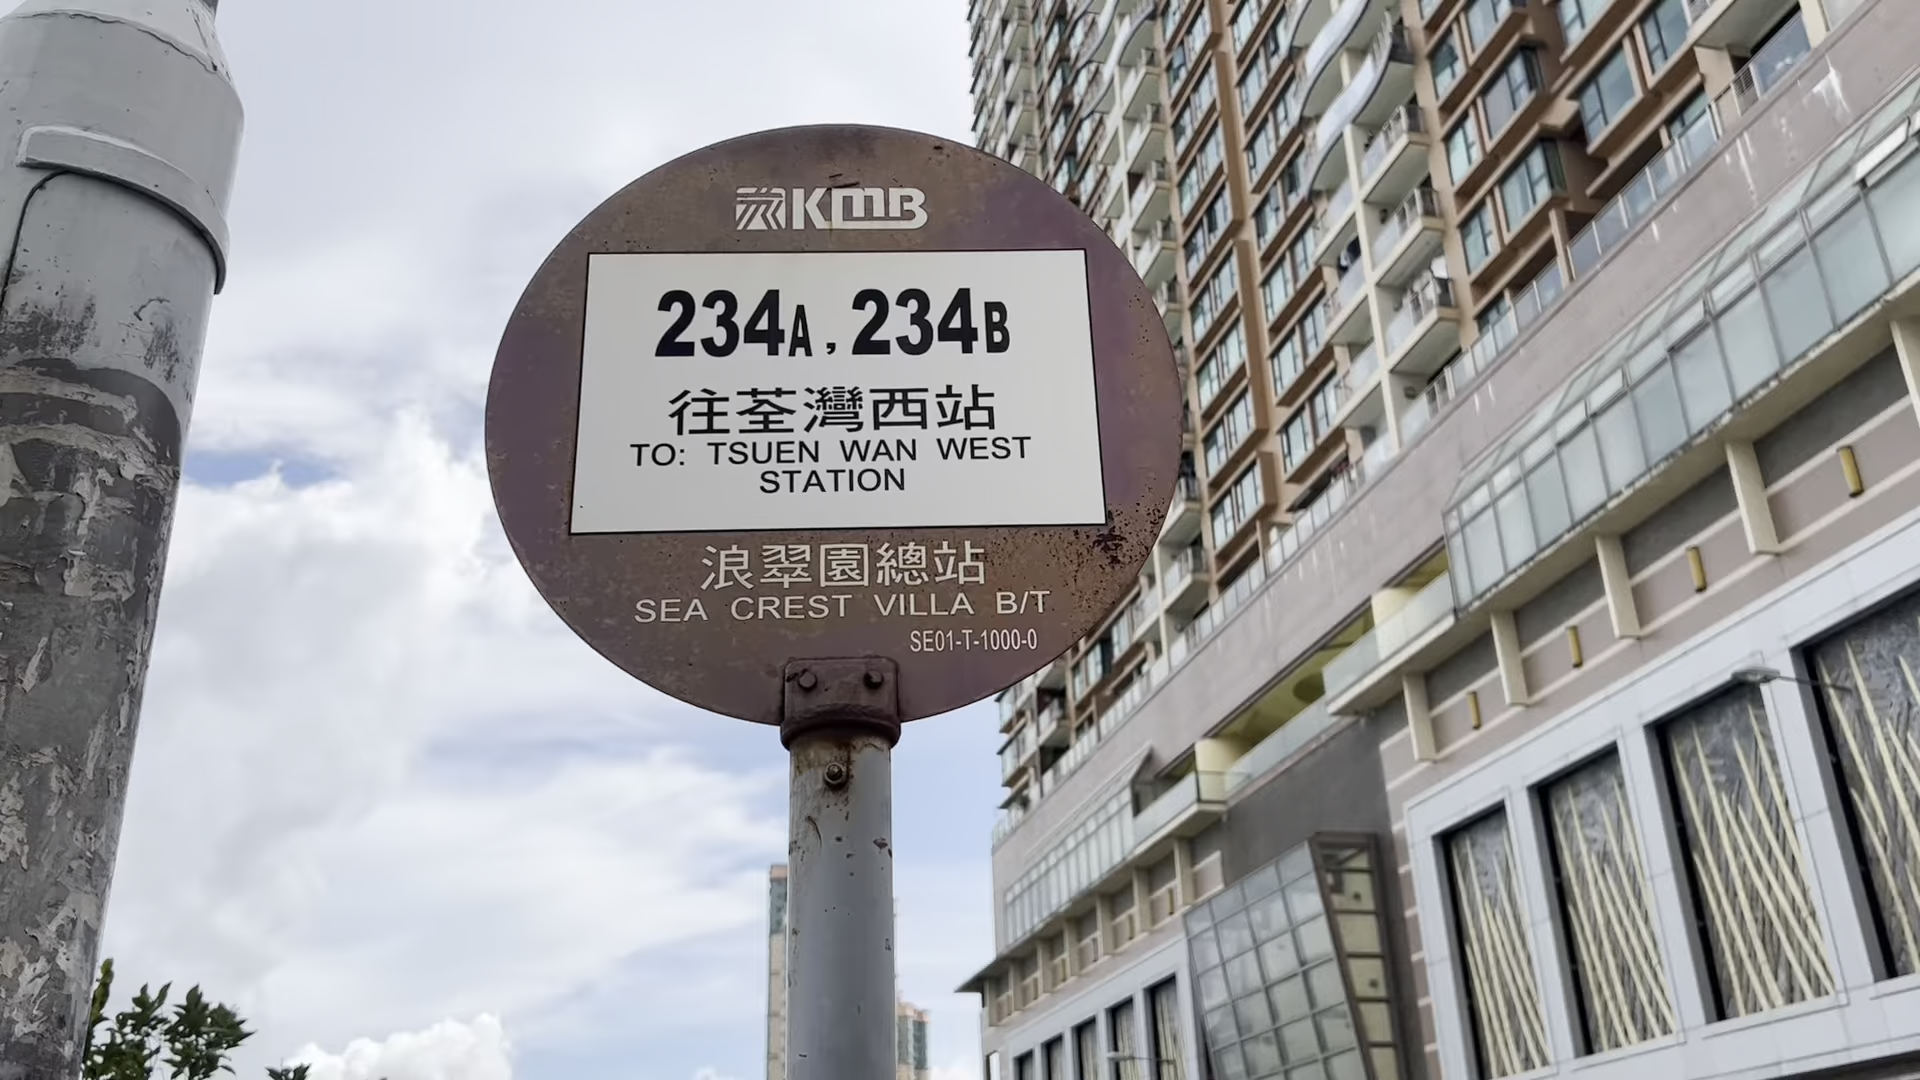 KMB
234A, 234B
往荃灣西站
TO: TSUEN WAN WEST
STATION
浪翠園總站
SEA CREST VILLA B/T
SE01-T-1000-0